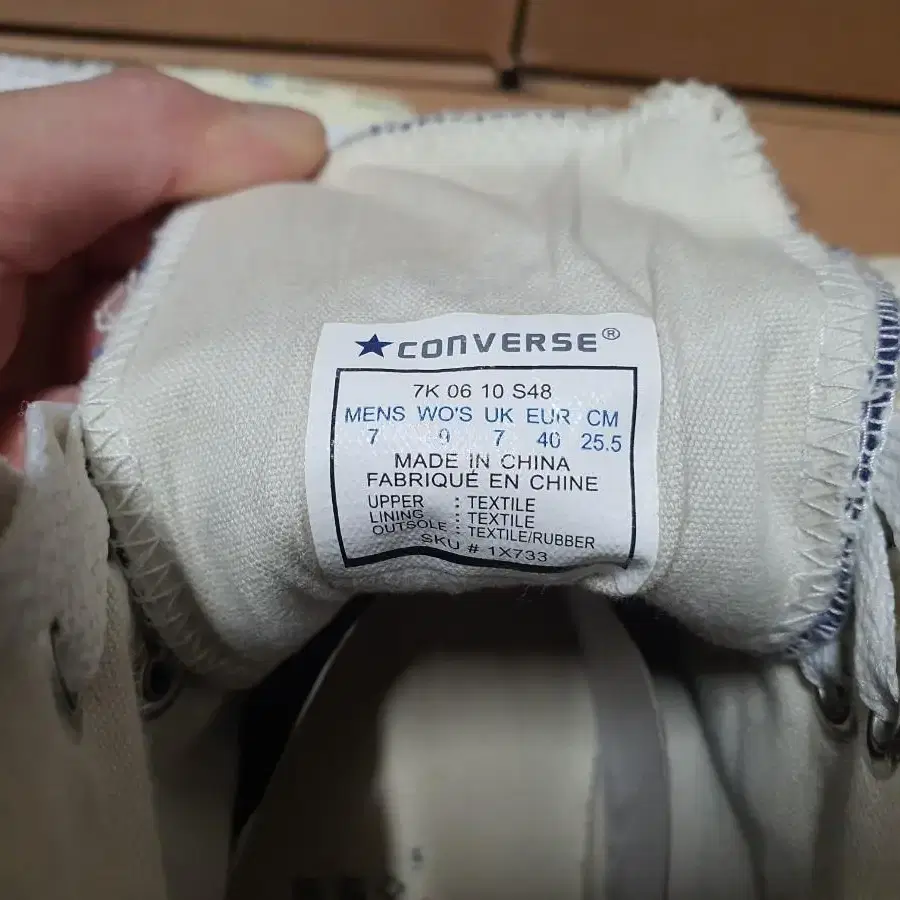 ★CONVERSE®
7K 06 10 S48
MENS WO'S UK EUR CM
7 9 7 40 25.5
MADE IN CHINA
FABRIQUÉ EN CHINE
UPPER : TEXTILE
LINING : TEXTILE
OUTSOLE : TEXTILE/RUBBER
SKU # 1X733